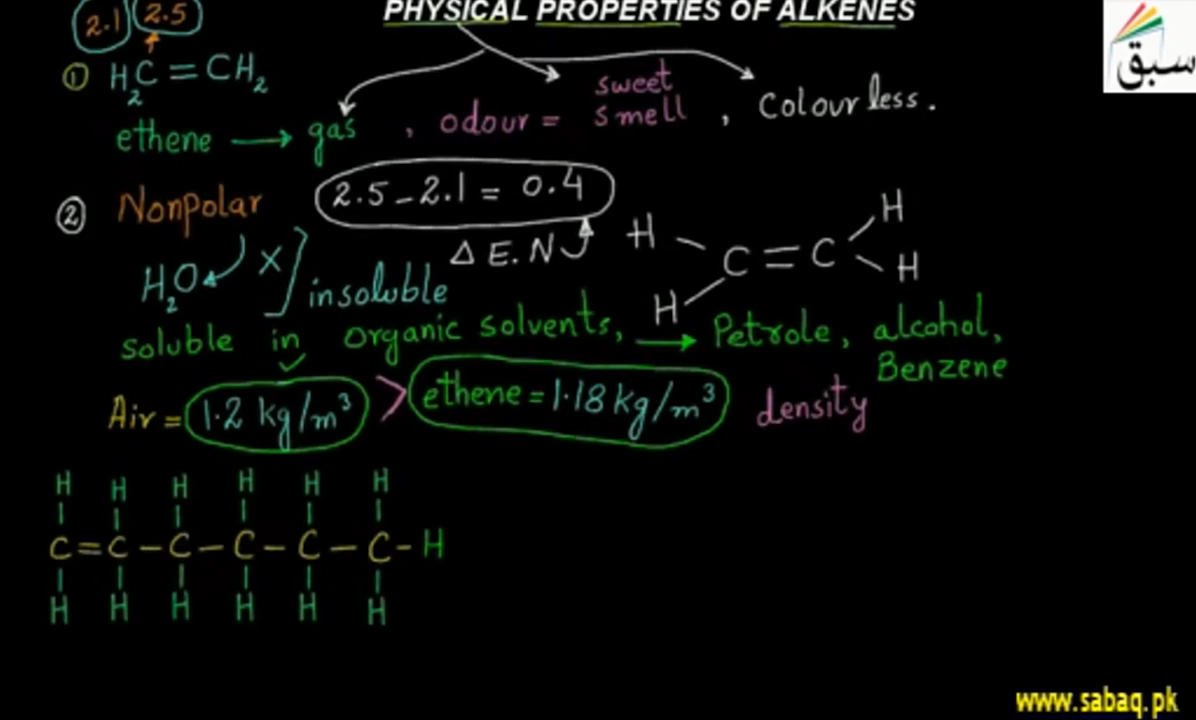 PHYSICAL PROPERTIES OF ALKENES
سبق
2.1 2.5
① H₂C = CH₂
sweet
ethene → gas , odour = smell , Colourless.
② Nonpolar 2.5 - 2.1 = 0.4
Δ E.N
H H
C = C
H H
H₂O X ] insoluble
soluble in organic solvents, → Petrole, alcohol,
Benzene
Air = 1.2 kg/m³ > ethene = 1.18 kg/m³ density
H H H H H H
C = C - C - C - C - C - H
H H H H H H
www.sabaq.pk